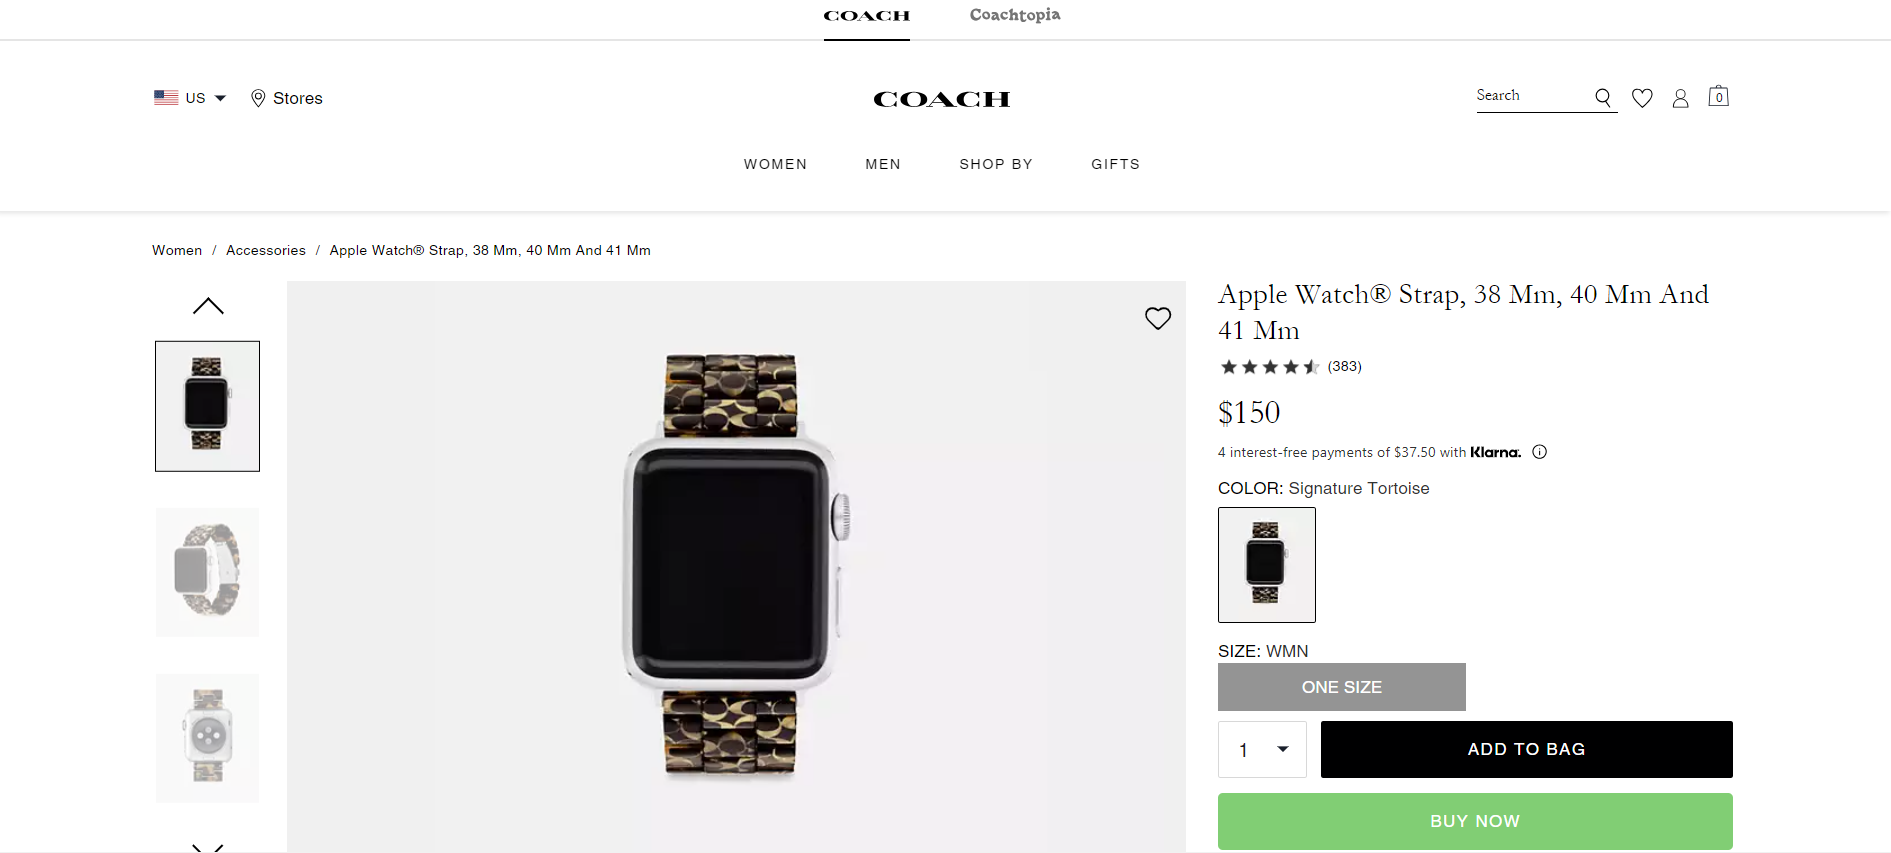 COACH
Coachtopia
US
Stores
COACH
Search
0
WOMEN
MEN
SHOP BY
GIFTS
Women / Accessories / Apple Watch® Strap, 38 Mm, 40 Mm And 41 Mm
Apple Watch® Strap, 38 Mm, 40 Mm And
41 Mm
(383)
$150
4 interest-free payments of $37.50 with Klarna.
COLOR: Signature Tortoise
SIZE: WMN
ONE SIZE
1
ADD TO BAG
BUY NOW